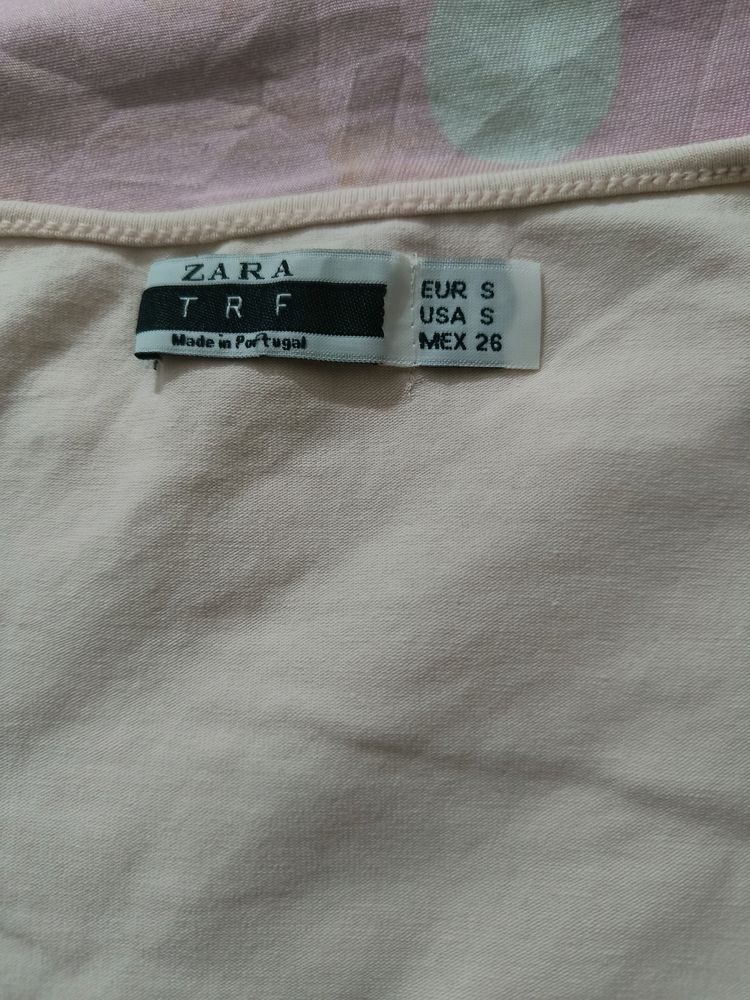 ZARA
TRF
Made in Portugal
EUR S
USA S
MEX 26